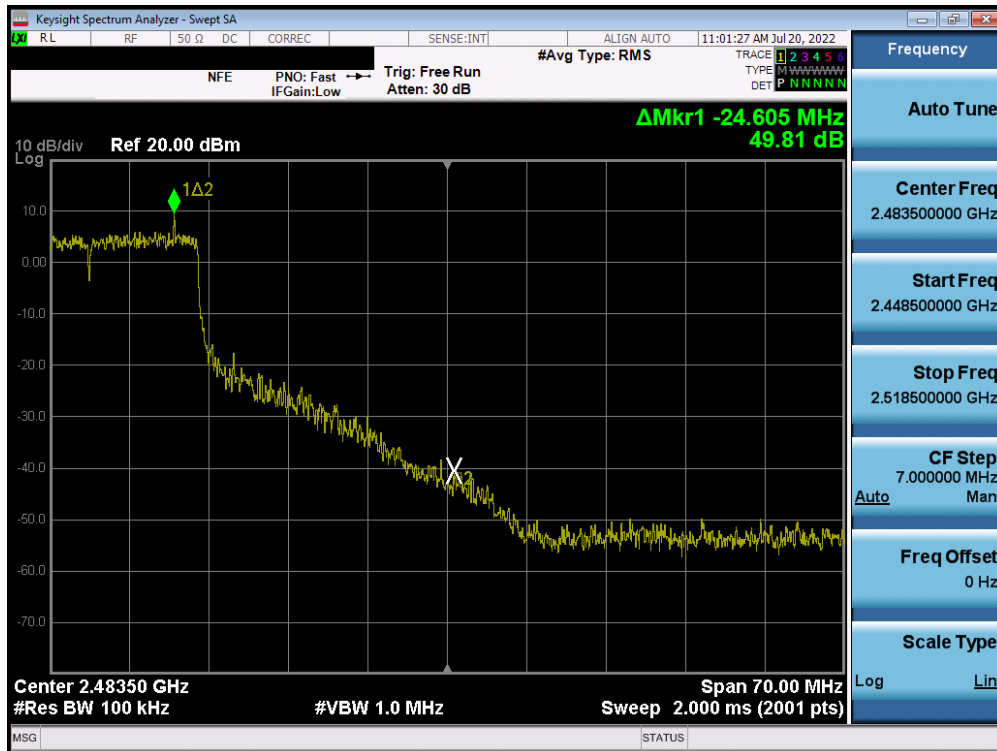 Keysight Spectrum Analyzer - Swept SA
LXI RL RF 50 Ω DC CORREC SENSE:INT ALIGN AUTO 11:01:27 AM Jul 20, 2022
#Avg Type: RMS TRACE 1 2 3 4 5 6
NFE PNO: Fast Trig: Free Run TYPE M WWWWW
IFGain:Low Atten: 30 dB DET P N N N N N
ΔMkr1 -24.605 MHz
49.81 dB
10 dB/div Ref 20.00 dBm
Log
1Δ2
10.0
0.00
-10.0
-20.0
-30.0
-40.0
-50.0
-60.0
-70.0
Center 2.48350 GHz Span 70.00 MHz
#Res BW 100 kHz #VBW 1.0 MHz Sweep 2.000 ms (2001 pts)
MSG STATUS
Frequency
Auto Tune
Center Freq
2.483500000 GHz
Start Freq
2.448500000 GHz
Stop Freq
2.518500000 GHz
CF Step
7.000000 MHz
Auto Man
Freq Offset
0 Hz
Scale Type
Log Lin